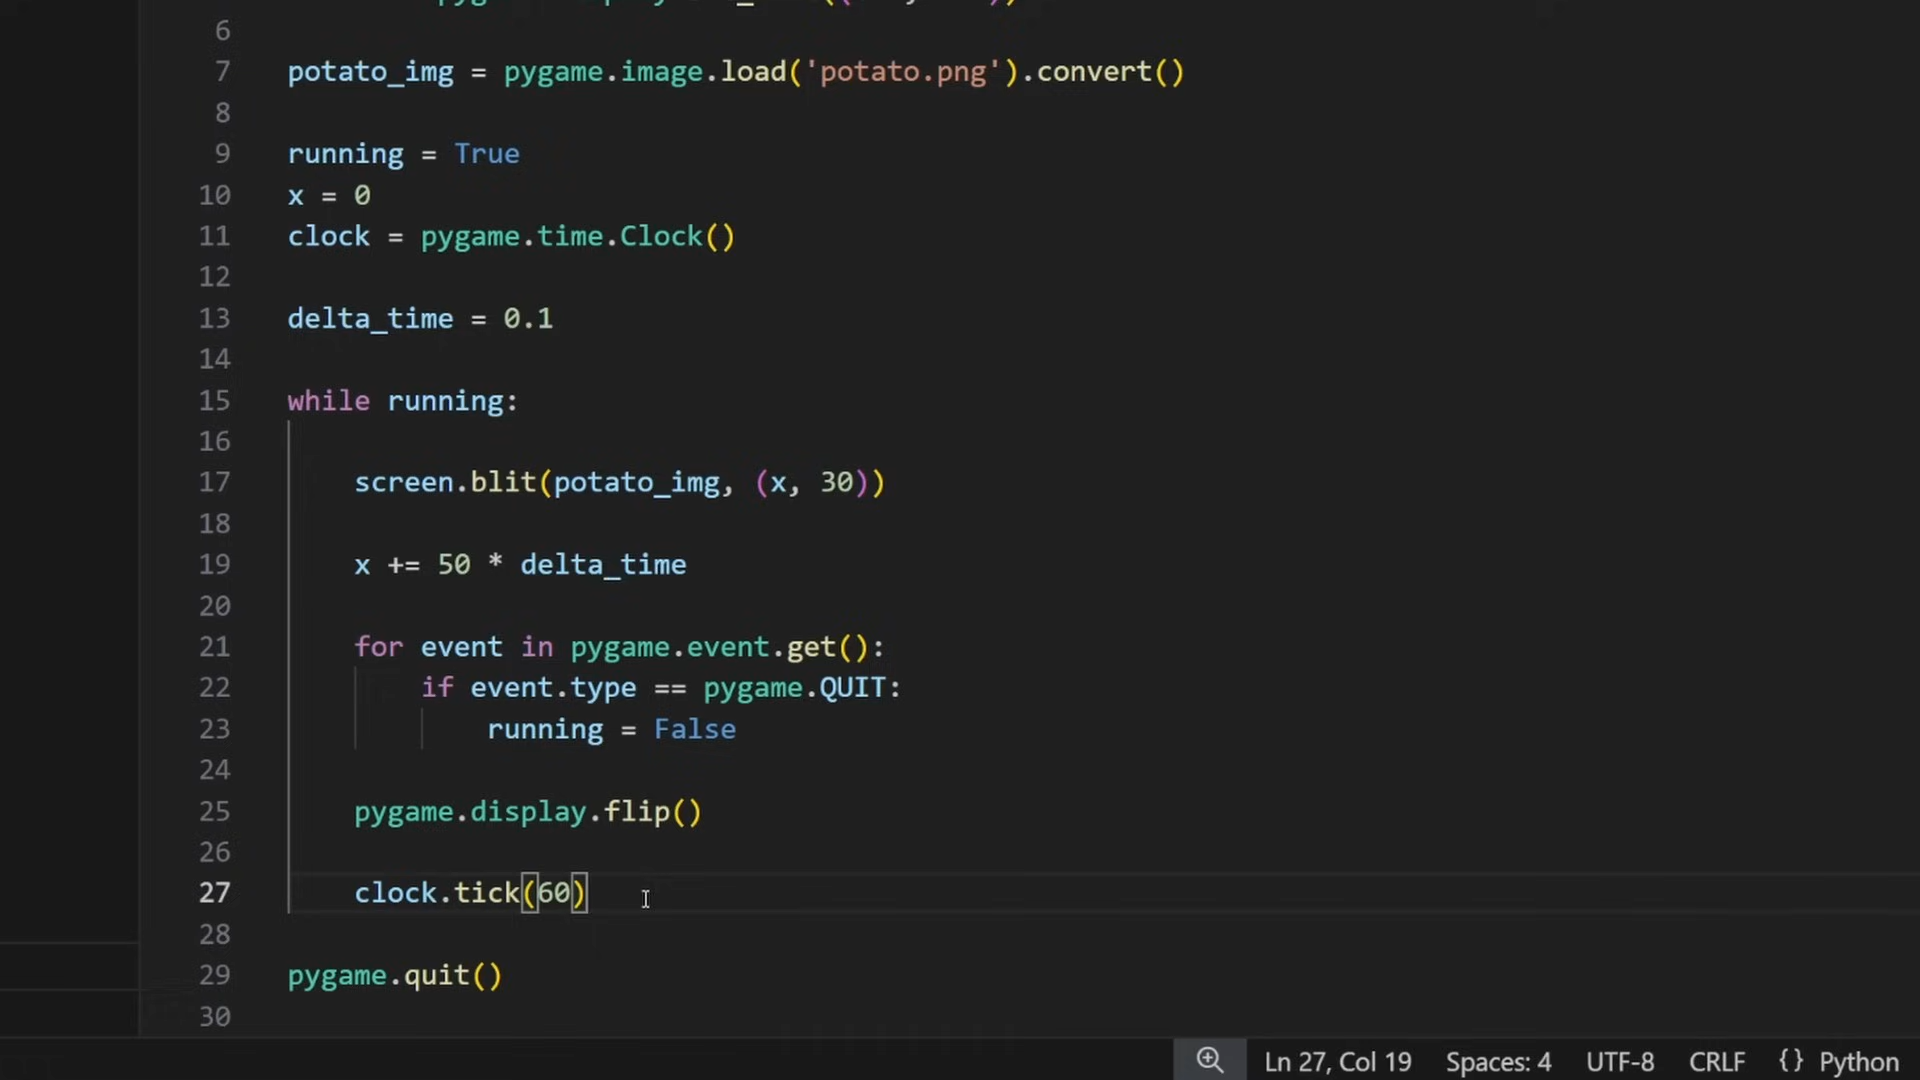 6
7 potato_img = pygame.image.load('potato.png').convert()
8
9 running = True
10 x = 0
11 clock = pygame.time.Clock()
12
13 delta_time = 0.1
14
15 while running:
16
17 screen.blit(potato_img, (x, 30))
18
19 x += 50 * delta_time
20
21 for event in pygame.event.get():
22 if event.type == pygame.QUIT:
23 running = False
24
25 pygame.display.flip()
26
27 clock.tick(60)
28
29 pygame.quit()
30
Ln 27, Col 19 Spaces: 4 UTF-8 CRLF {} Python